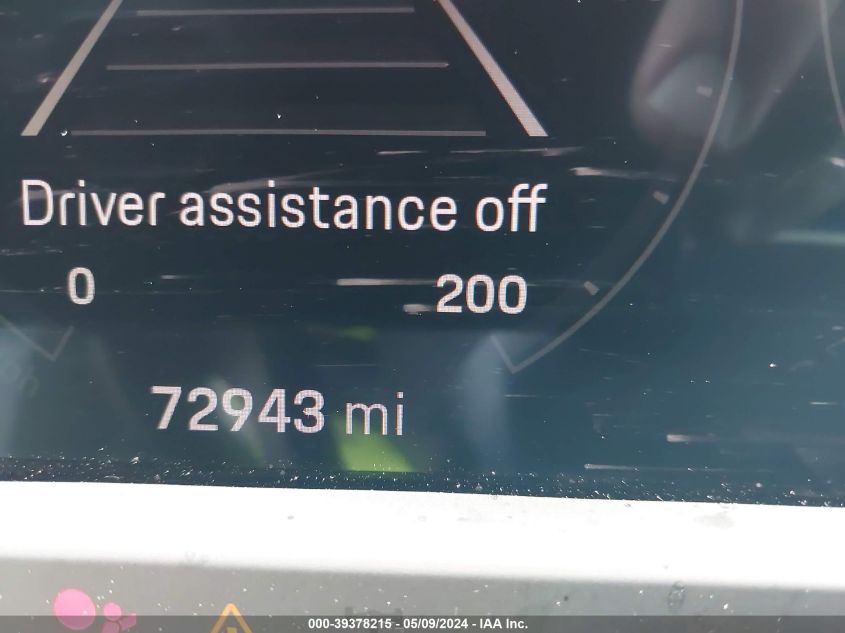 Driver assistance off
0 200
72943 mi
000-39378215 - 05/09/2024 - IAA Inc.